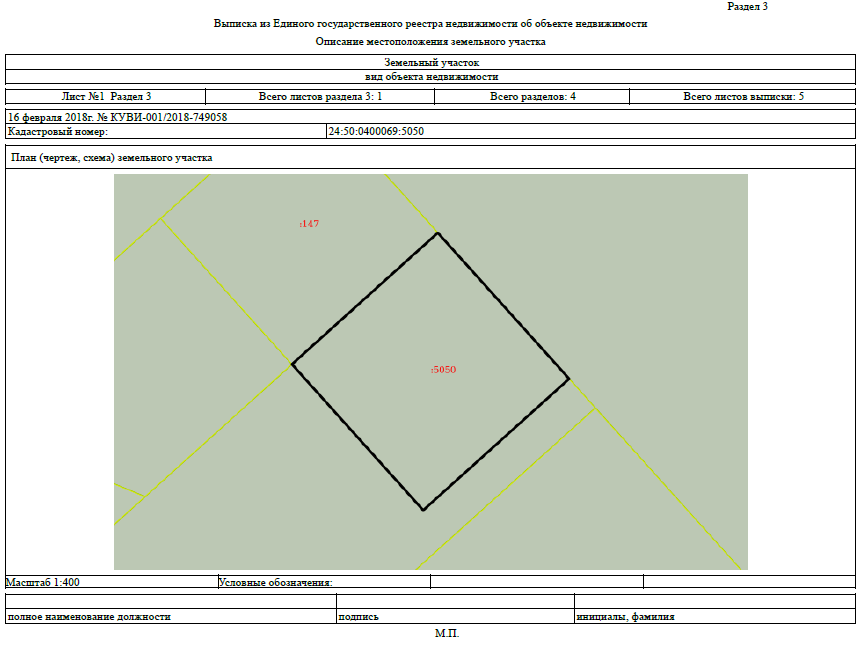 Раздел 3
Выписка из Единого государственного реестра недвижимости об объекте недвижимости
Описание местоположения земельного участка
Земельный участок
вид объекта недвижимости
Лист №1 Раздел 3 Всего листов раздела 3: 1 Всего разделов: 4 Всего листов выписки: 5
16 февраля 2018г. № КУВИ-001/2018-749058
Кадастровый номер: 24:50:0400069:5050
План (чертеж, схема) земельного участка
:147
:5050
Масштаб 1:400 Условные обозначения:
полное наименование должности подпись инициалы, фамилия
М.П.